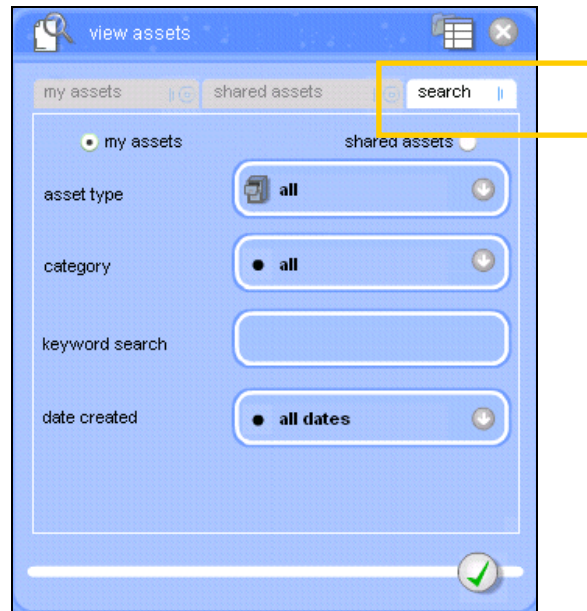 view assets
my assets shared assets search
my assets shared assets
asset type all
category all
keyword search
date created all dates